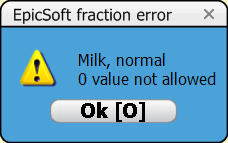 EpicSoft fraction error
Milk, normal
0 value not allowed
Ok [O]